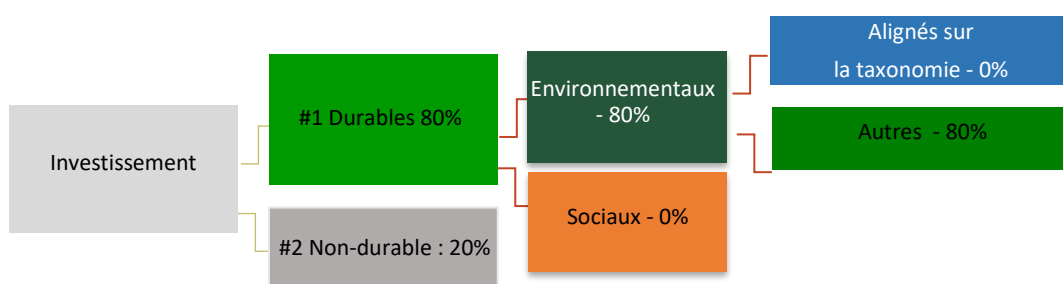 Investissement
#1 Durables 80%
#2 Non-durable : 20%
Environnementaux
- 80%
Sociaux - 0%
Alignés sur
la taxonomie - 0%
Autres - 80%